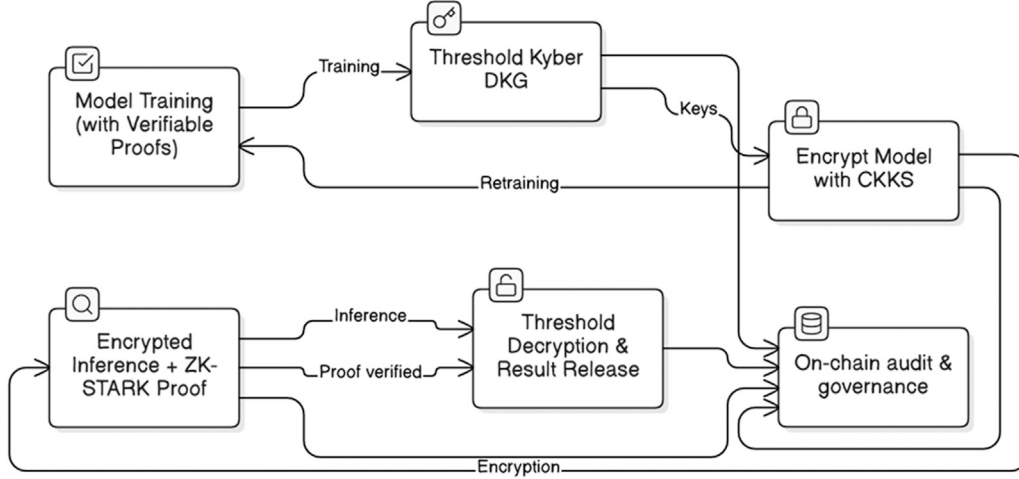 Training
Threshold Kyber
DKG
Model Training
(with Verifiable
Proofs)
Keys
Encrypt Model
with CKKS
Retraining
Encrypted
Inference + ZK-
STARK Proof
Inference
Proof verified
Threshold
Decryption &
Result Release
On-chain audit &
governance
Encryption